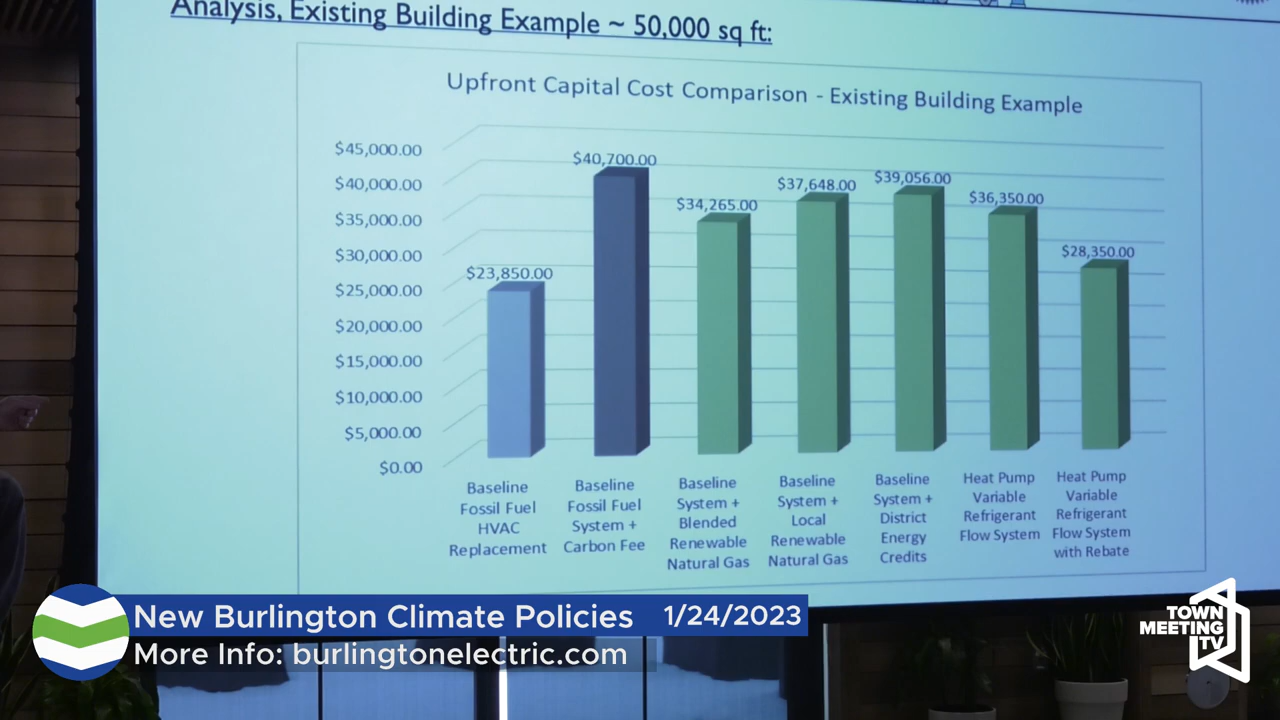 Analysis, Existing Building Example ~ 50,000 sq ft:
Upfront Capital Cost Comparison - Existing Building Example
$45,000.00
$40,000.00
$35,000.00
$30,000.00
$25,000.00
$20,000.00
$15,000.00
$10,000.00
$5,000.00
$0.00
$23,850.00
$40,700.00
$34,265.00
$37,648.00
$39,056.00
$36,350.00
$28,350.00
Baseline
Fossil Fuel
HVAC
Replacement
Baseline
Fossil Fuel
System +
Carbon Fee
Baseline
System +
Blended
Renewable
Natural Gas
Baseline
System +
Local
Renewable
Natural Gas
Baseline
System +
District
Energy
Credits
Heat Pump
Variable
Refrigerant
Flow System
Heat Pump
Variable
Refrigerant
Flow System
with Rebate
New Burlington Climate Policies 1/24/2023
More Info: burlingtonelectric.com
TOWN
MEETING
TV